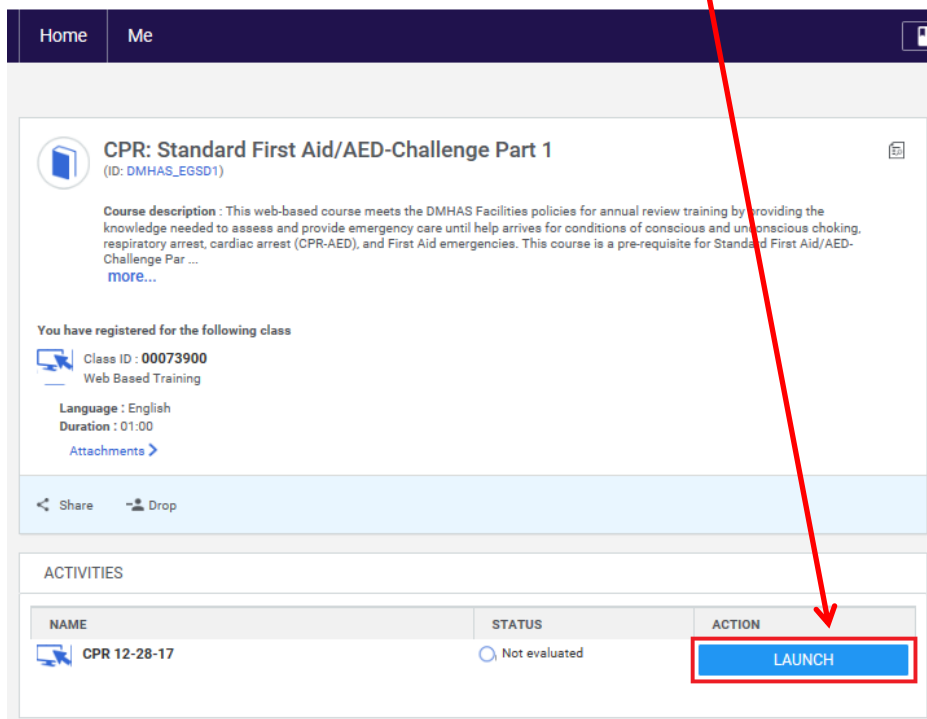 Home Me
CPR: Standard First Aid/AED-Challenge Part 1
(ID: DMHAS_EGSD1)
Course description : This web-based course meets the DMHAS Facilities policies for annual review training by providing the
knowledge needed to assess and provide emergency care until help arrives for conditions of conscious and unconscious choking,
respiratory arrest, cardiac arrest (CPR-AED), and First Aid emergencies. This course is a pre-requisite for Standard First Aid/AED-
Challenge Par ...
more...
You have registered for the following class
Class ID : 00073900
Web Based Training
Language : English
Duration : 01:00
Attachments
Share Drop
ACTIVITIES
NAME STATUS ACTION
CPR 12-28-17 Not evaluated LAUNCH